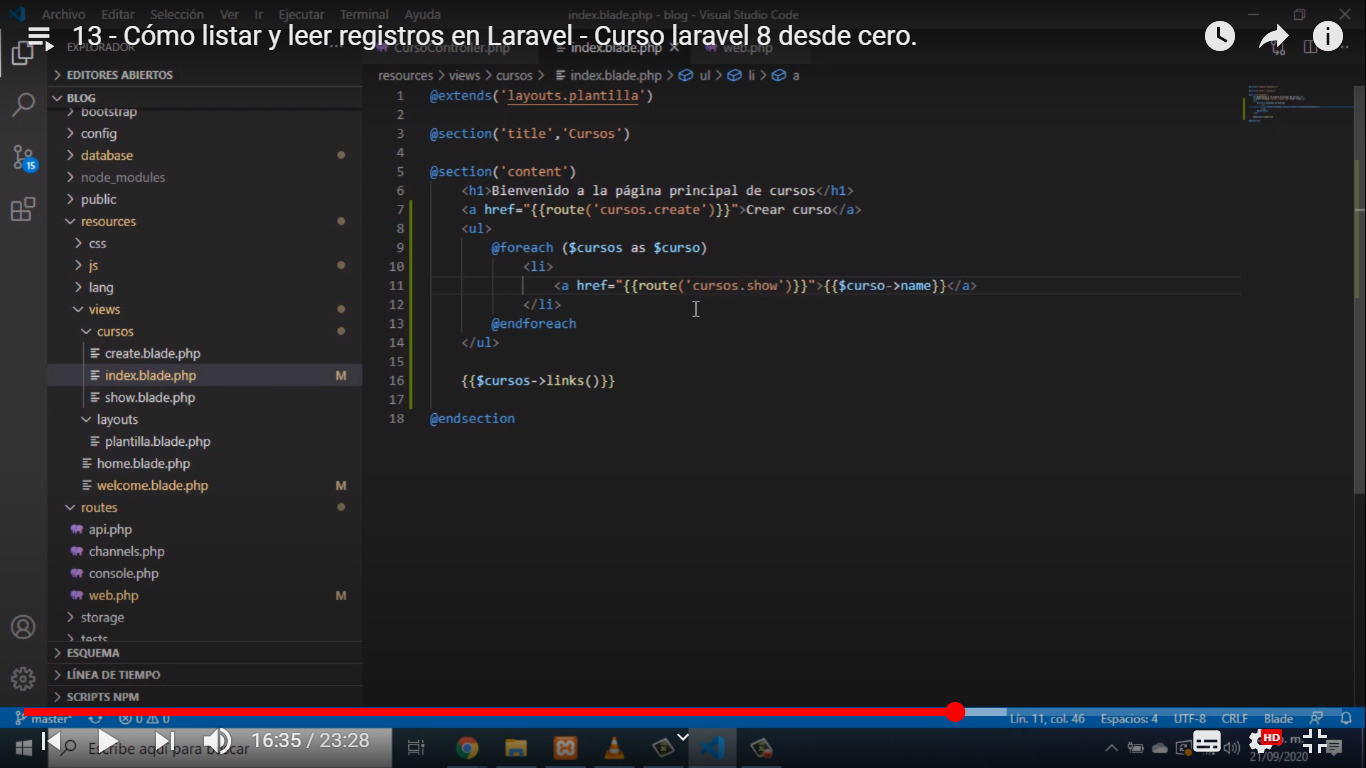 Archivo Editar Selección Ver Ir Ejecutar Terminal Ayuda index.blade.php - blog - Visual Studio Code
13 - Cómo listar y leer registros en Laravel - Curso laravel 8 desde cero.
EXPLORADOR
CursoController.php index.blade.php web.php
EDITORES ABIERTOS
resources > views > cursos > index.blade.php > ul > li > a
BLOG
bootstrap
config
database
node_modules
public
resources
css
js
lang
views
cursos
create.blade.php
index.blade.php M
show.blade.php
layouts
plantilla.blade.php
home.blade.php
welcome.blade.php M
routes
api.php
channels.php
console.php
web.php M
storage
tests
ESQUEMA
LÍNEA DE TIEMPO
SCRIPTS NPM
15
1 @extends('layouts.plantilla')
2
3 @section('title','Cursos')
4
5 @section('content')
6 <h1>Bienvenido a la página principal de cursos</h1>
7 <a href="{{route('cursos.create')}}">Crear curso</a>
8 <ul>
9 @foreach ($cursos as $curso)
10 <li>
11 <a href="{{route('cursos.show')}}">{{$curso->name}}</a>
12 </li>
13 @endforeach
14 </ul>
15
16 {{$cursos->links()}}
17
18 @endsection
master* 0 0 Lín. 11, col. 46 Espacios: 4 UTF-8 CRLF Blade
16:35 / 23:28
Escribe aquí para buscar
HD
21/09/2020